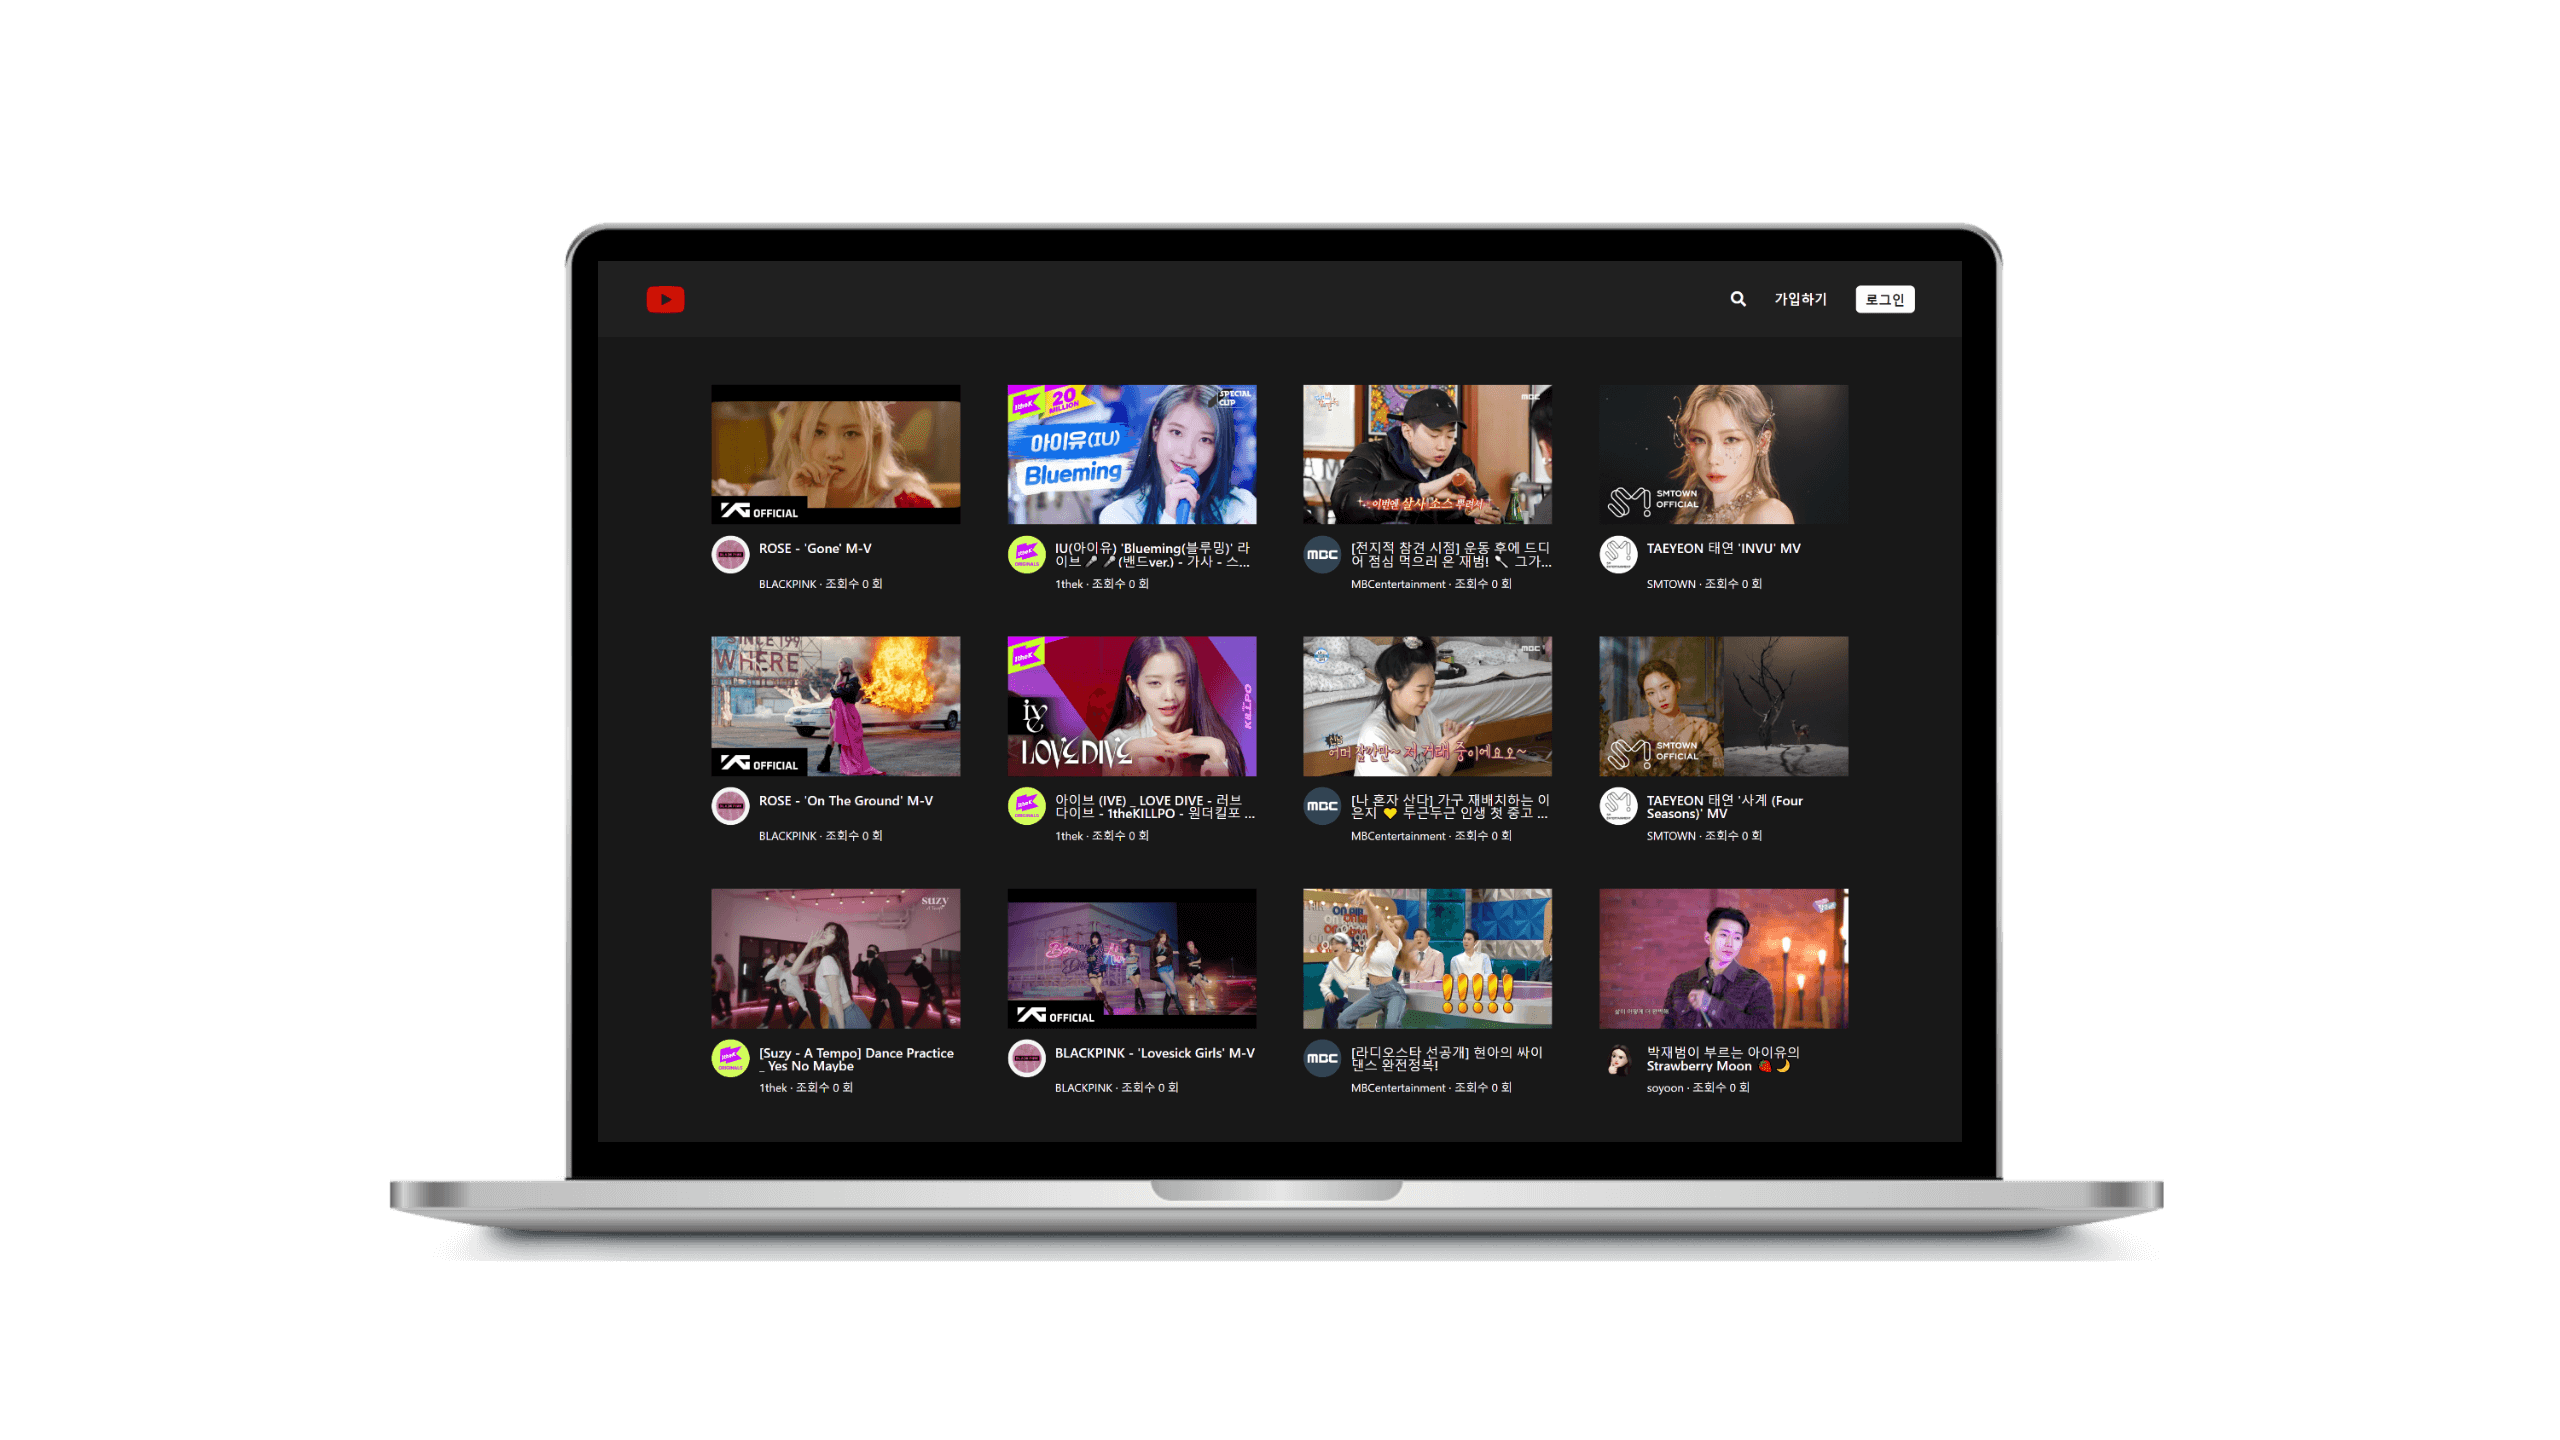 가입하기
로그인
YG OFFICIAL
ROSE - 'Gone' M-V
BLACKPINK · 조회수 0 회
1theK
20
MILLION
SPECIAL
CLIP
아이유(IU)
Blueming
IU(아이유) 'Blueming(블루밍)' 라
이브🎤🎤(밴드ver.) - 가사 - 스...
1thek · 조회수 0 회
MBC
이번엔 살사 소스 뿌려서
[전지적 참견 시점] 운동 후에 드디
어 점심 먹으러 온 재범!🥄 그가...
MBCentertainment · 조회수 0 회
SMTOWN
OFFICIAL
TAEYEON 태연 'INVU' MV
SMTOWN · 조회수 0 회
SINCE 199
WHERE
YG OFFICIAL
ROSE - 'On The Ground' M-V
BLACKPINK · 조회수 0 회
1theK
KILLPO
IVE
LOVE DIVE
아이브 (IVE) _ LOVE DIVE - 러브
다이브 - 1theKILLPO - 원더킬포 ...
1thek · 조회수 0 회
MBC
어머 잠깐만~ 저 거래 중이에요오~
[나 혼자 산다] 가구 재배치하는 이
은지 💛 두근두근 인생 첫 중고 ...
MBCentertainment · 조회수 0 회
SMTOWN
OFFICIAL
TAEYEON 태연 '사계 (Four
Seasons)' MV
SMTOWN · 조회수 0 회
suzy
[Suzy - A Tempo] Dance Practice
_ Yes No Maybe
1thek · 조회수 0 회
YG OFFICIAL
BLACKPINK - 'Lovesick Girls' M-V
BLACKPINK · 조회수 0 회
!!!!!
[라디오스타 선공개] 현아의 싸이
댄스 완전정복!
MBCentertainment · 조회수 0 회
박재범이 부르는 아이유의
Strawberry Moon 🍓🌙
soyoon · 조회수 0 회